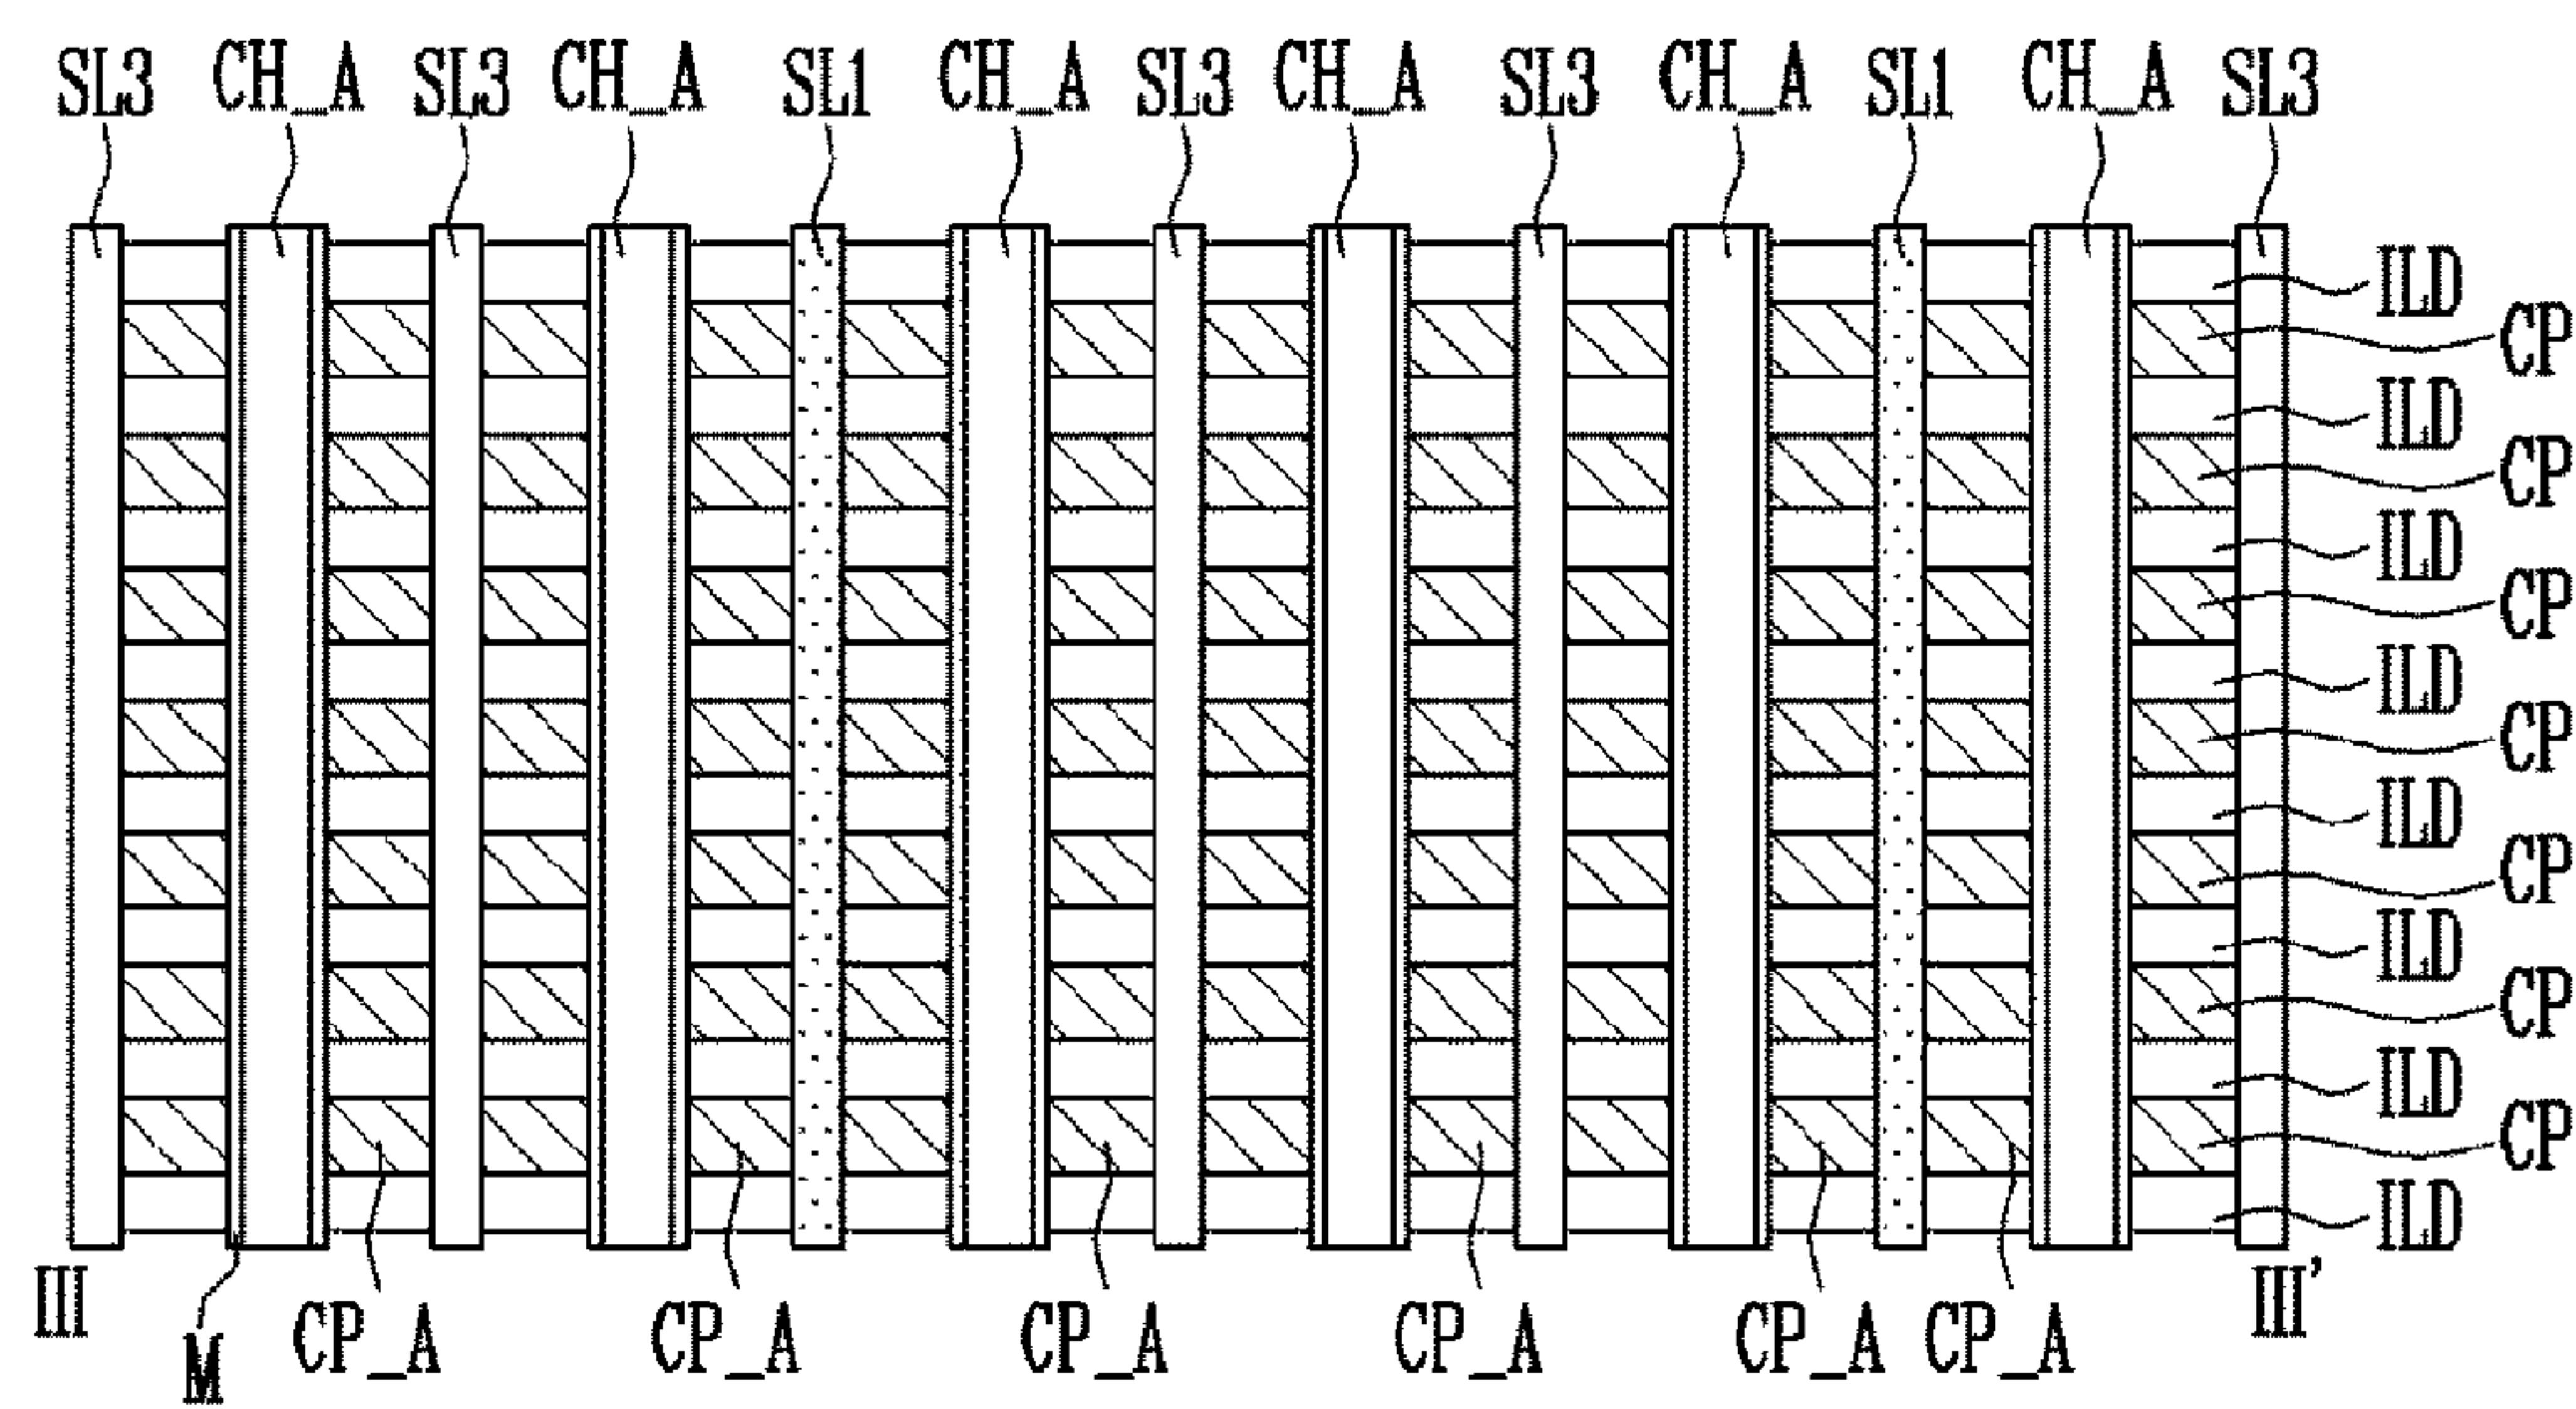 SL3 CH_A SL3 CH_A SL1 CH_A SL3 CH_A SL3 CH_A SL1 CH_A SL3
ILD
CP
ILD
CP
ILD
CP
ILD
CP
ILD
CP
ILD
CP
ILD
CP
ILD
III III'
M CP_A CP_A CP_A CP_A CP_A CP_A